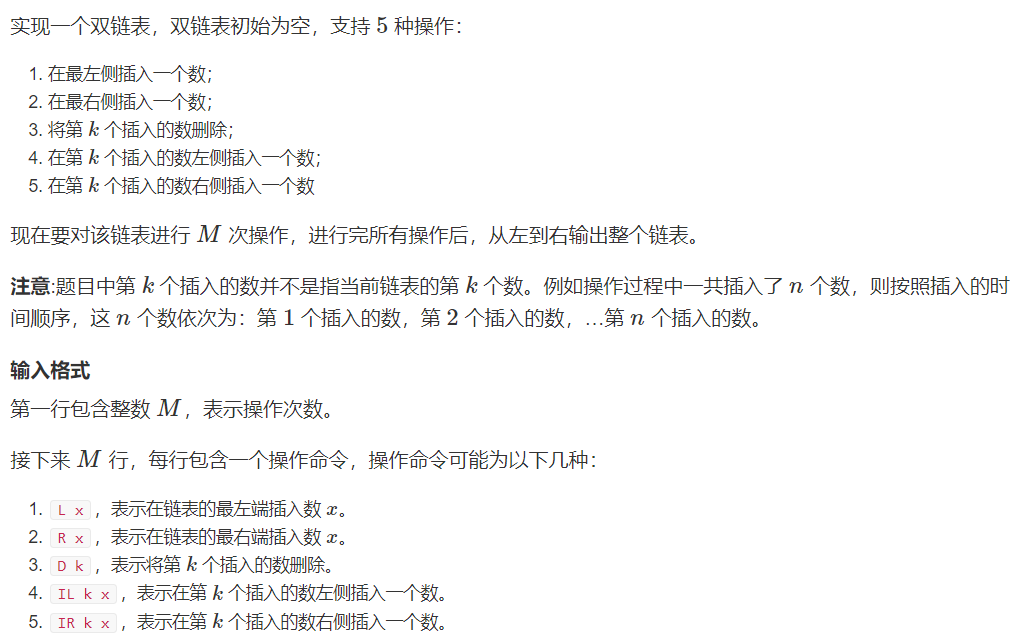 实现一个双链表，双链表初始为空，支持 5 种操作：
1. 在最左侧插入一个数；
2. 在最右侧插入一个数；
3. 将第 k 个插入的数删除；
4. 在第 k 个插入的数左侧插入一个数；
5. 在第 k 个插入的数右侧插入一个数
现在要对该链表进行 M 次操作，进行完所有操作后，从左到右输出整个链表。
注意:题目中第 k 个插入的数并不是指当前链表的第 k 个数。例如操作过程中一共插入了 n 个数，则按照插入的时
间顺序，这 n 个数依次为：第 1 个插入的数，第 2 个插入的数，…第 n 个插入的数。
输入格式
第一行包含整数 M，表示操作次数。
接下来 M 行，每行包含一个操作命令，操作命令可能为以下几种：
1. L x，表示在链表的最左端插入数 x。
2. R x，表示在链表的最右端插入数 x。
3. D k，表示将第 k 个插入的数删除。
4. IL k x，表示在第 k 个插入的数左侧插入一个数。
5. IR k x，表示在第 k 个插入的数右侧插入一个数。